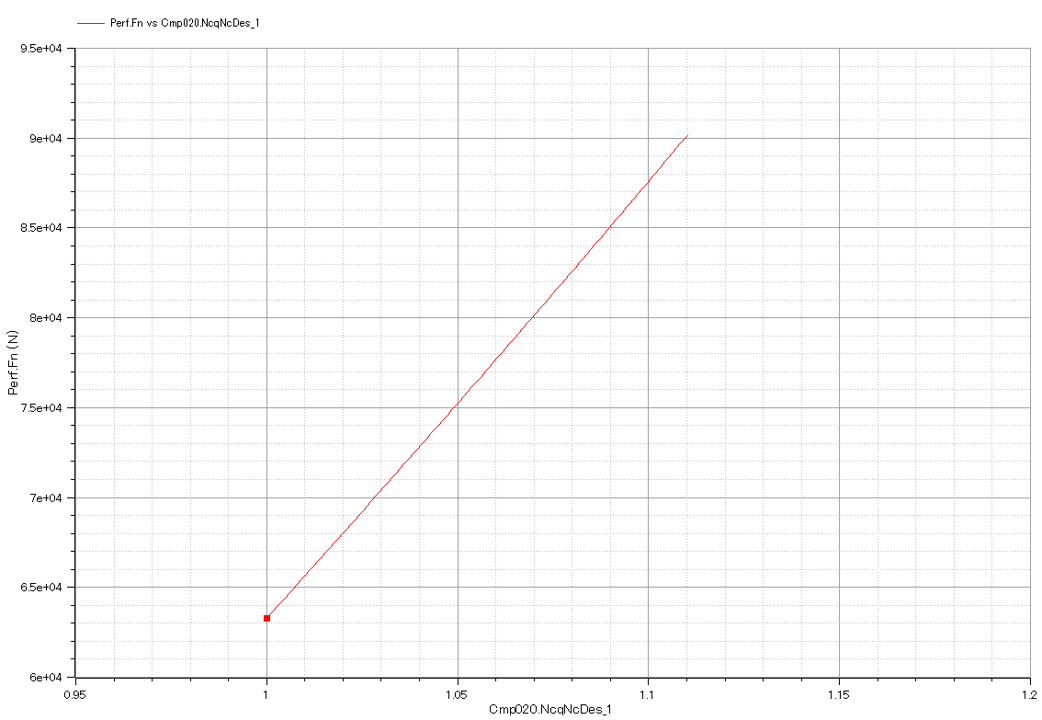 Perf.Fn vs Cmp020.NcqNcDes_1
9.5e+04
9e+04
8.5e+04
8e+04
7.5e+04
7e+04
6.5e+04
6e+04
Perf.Fn (N)
0.95
1
1.05
1.1
1.15
1.2
Cmp020.NcqNcDes_1